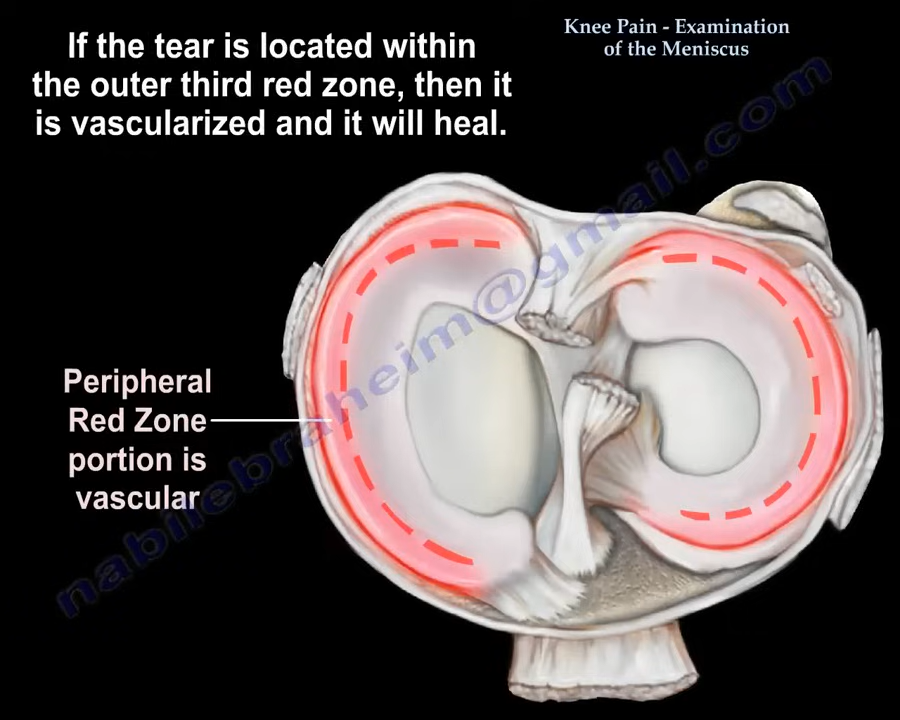 If the tear is located within
the outer third red zone, then it
is vascularized and it will heal.
Knee Pain - Examination
of the Meniscus
Peripheral
Red Zone
portion is
vascular
nabilebraheim@gmail.com